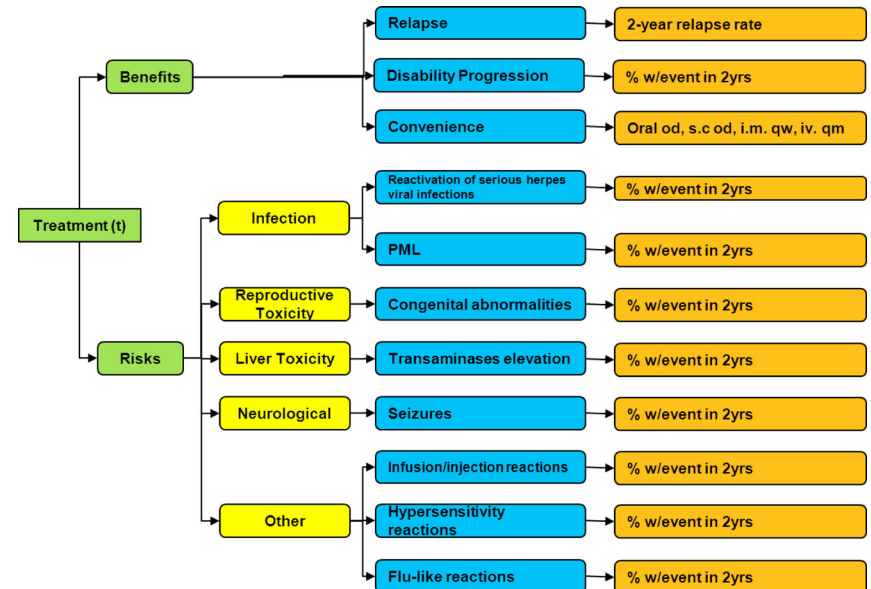 Relapse
2-year relapse rate
Benefits
Disability Progression
% w/event in 2yrs
Convenience
Oral od, s.c od, i.m. qw, iv. qm
Treatment (t)
Infection
Reactivation of serious herpes
viral infections
% w/event in 2yrs
PML
% w/event in 2yrs
Risks
Reproductive
Toxicity
Congenital abnormalities
% w/event in 2yrs
Liver Toxicity
Transaminases elevation
% w/event in 2yrs
Neurological
Seizures
% w/event in 2yrs
Other
Infusion/injection reactions
% w/event in 2yrs
Hypersensitivity
reactions
% w/event in 2yrs
Flu-like reactions
% w/event in 2yrs